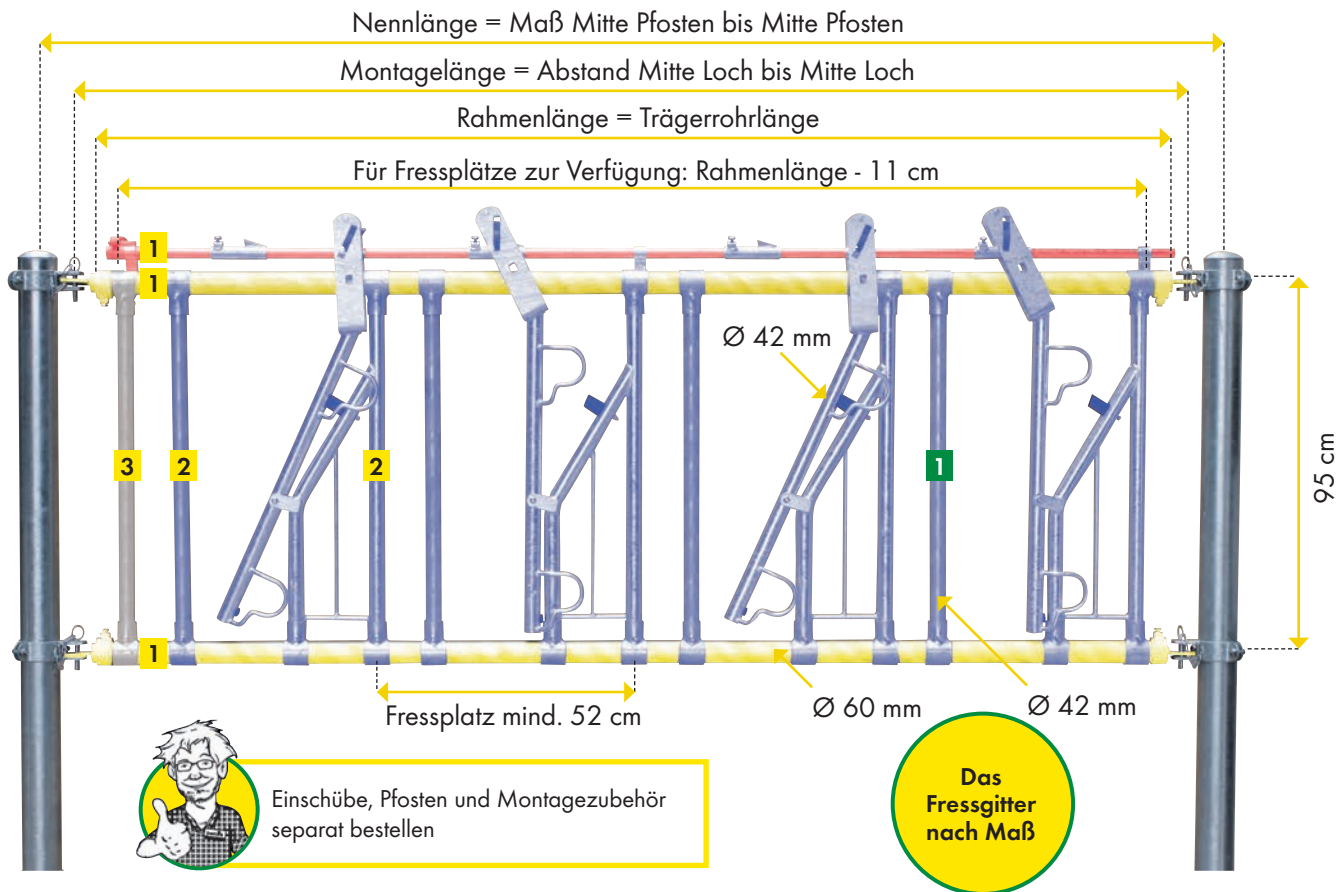 Nennlänge = Maß Mitte Pfosten bis Mitte Pfosten
Montagelänge = Abstand Mitte Loch bis Mitte Loch
Rahmenlänge = Trägerrohrlänge
Für Fressplätze zur Verfügung: Rahmenlänge - 11 cm
1
1
Ø 42 mm
3
2
2
1
95 cm
1
Fressplatz mind. 52 cm
Ø 60 mm
Ø 42 mm
Einschübe, Pfosten und Montagezubehör
separat bestellen
Das
Fressgitter
nach Maß